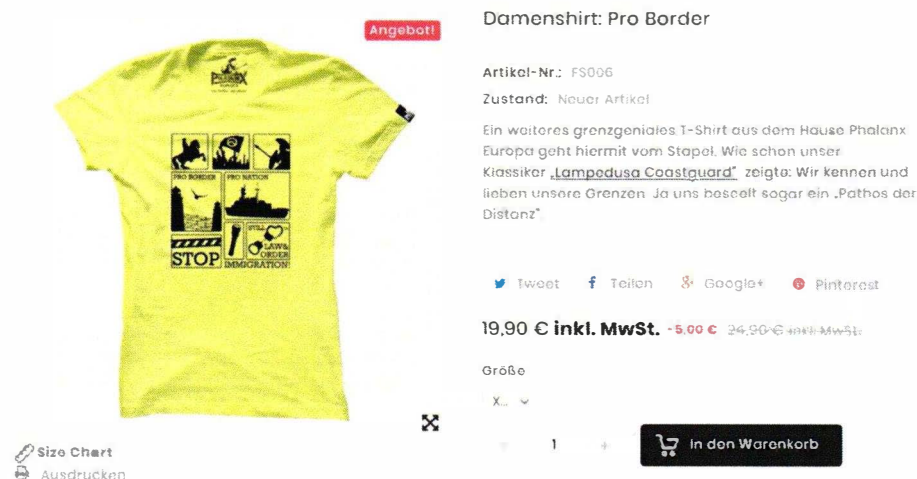 Angebot!
PHALANX
EUROPA
PRO BORDER
PRO NATION
STILL
LAW&
ORDER
STOP
IMMIGRATION
Size Chart
Ausdrucken
Damenshirt: Pro Border
Artikel-Nr.: FS006
Zustand: Neuer Artikel
Ein weiteres grenzgeniales T-Shirt aus dem Hause Phalanx
Europa geht hiermit vom Stapel. Wie schon unser
Klassiker „Lampedusa Coastguard“ zeigte: Wir kennen und
lieben unsere Grenzen. Ja uns beseelt sogar ein „Pathos der
Distanz“
Tweet Teilen Google+ Pinterest
19,90 € inkl. MwSt. -5,00 € 24,90 € inkl. MwSt.
Größe
X...
1
In den Warenkorb